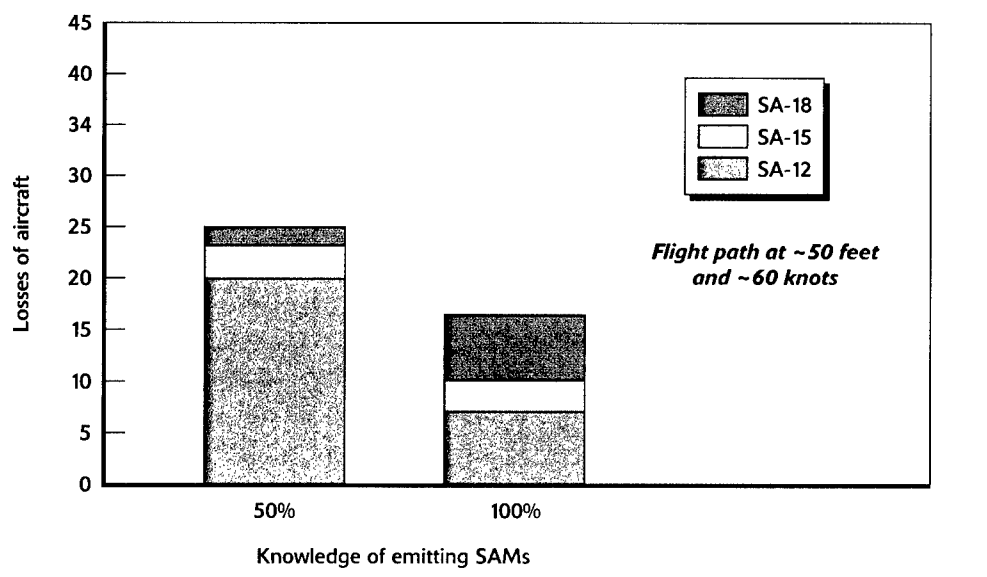 45
40
34
30
25
20
15
10
5
0
Losses of aircraft
SA-18
SA-15
SA-12
Flight path at ~50 feet
and ~60 knots
50%
100%
Knowledge of emitting SAMs